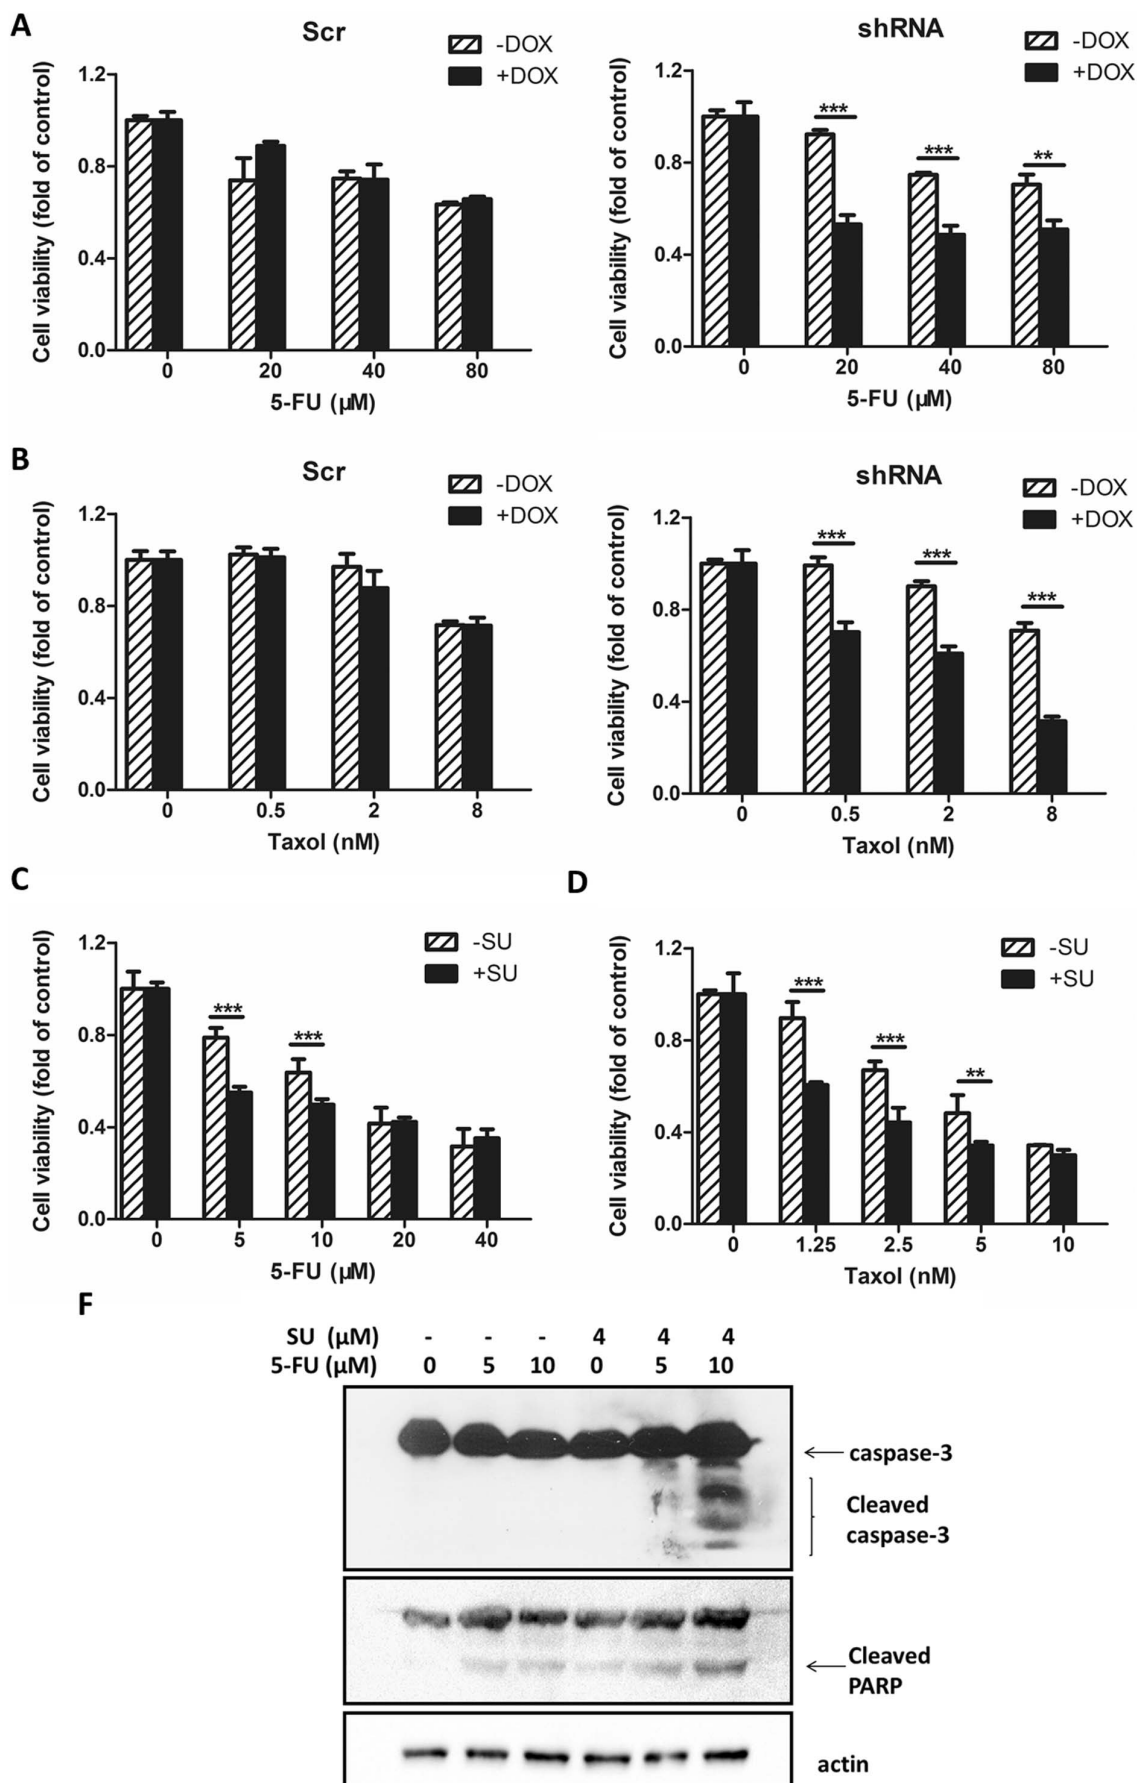 A
Scr
-DOX
+DOX
Cell viability (fold of control)
1.2
0.8
0.4
0.0
0 20 40 80
5-FU (µM)
shRNA
-DOX
+DOX
Cell viability (fold of control)
1.2
0.8
0.4
0.0
*** *** **
0 20 40 80
5-FU (µM)
B
Scr
-DOX
+DOX
Cell viability (fold of control)
1.2
0.8
0.4
0.0
0 0.5 2 8
Taxol (nM)
shRNA
-DOX
+DOX
Cell viability (fold of control)
1.2
0.8
0.4
0.0
*** *** ***
0 0.5 2 8
Taxol (nM)
C
-SU
+SU
Cell viability (fold of control)
1.2
0.8
0.4
0.0
*** ***
0 5 10 20 40
5-FU (µM)
D
-SU
+SU
Cell viability (fold of control)
1.2
0.8
0.4
0.0
*** *** **
0 1.25 2.5 5 10
Taxol (nM)
F
SU (µM) - - - 4 4 4
5-FU (µM) 0 5 10 0 5 10
caspase-3
Cleaved
caspase-3
Cleaved
PARP
actin